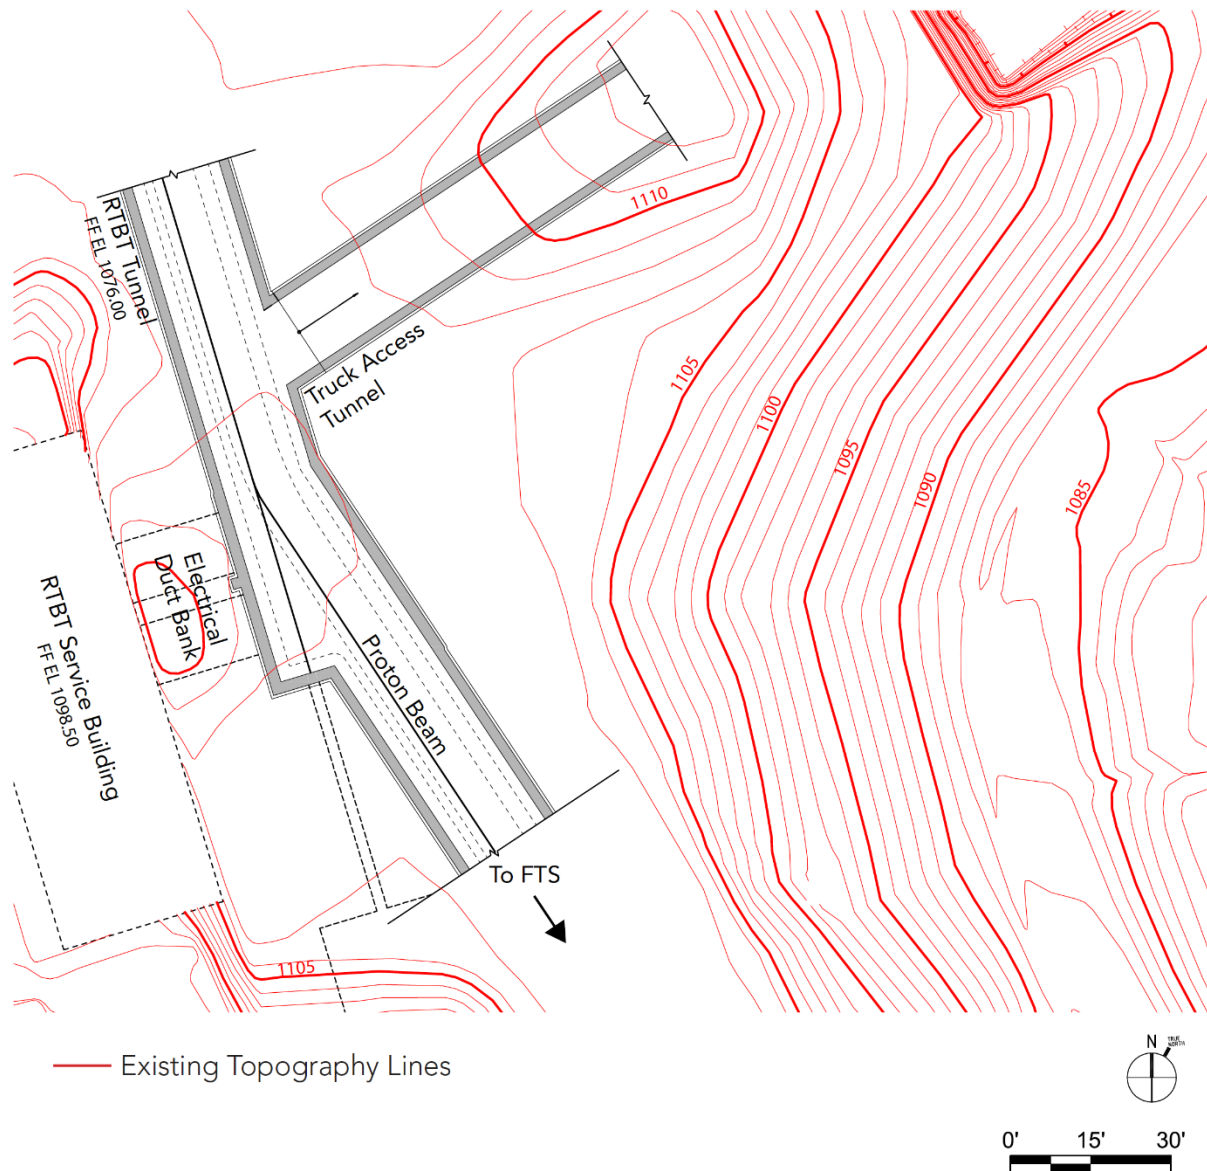 1110
RTBT Tunnel
FF EL 1076.00
Truck Access
Tunnel
1105
1100
1095
1090
1085
Electrical
Duct Bank
RTBT Service Building
FF EL 1098.50
Proton Beam
To FTS
1105
Existing Topography Lines
N
TRUE
NORTH
0' 15' 30'